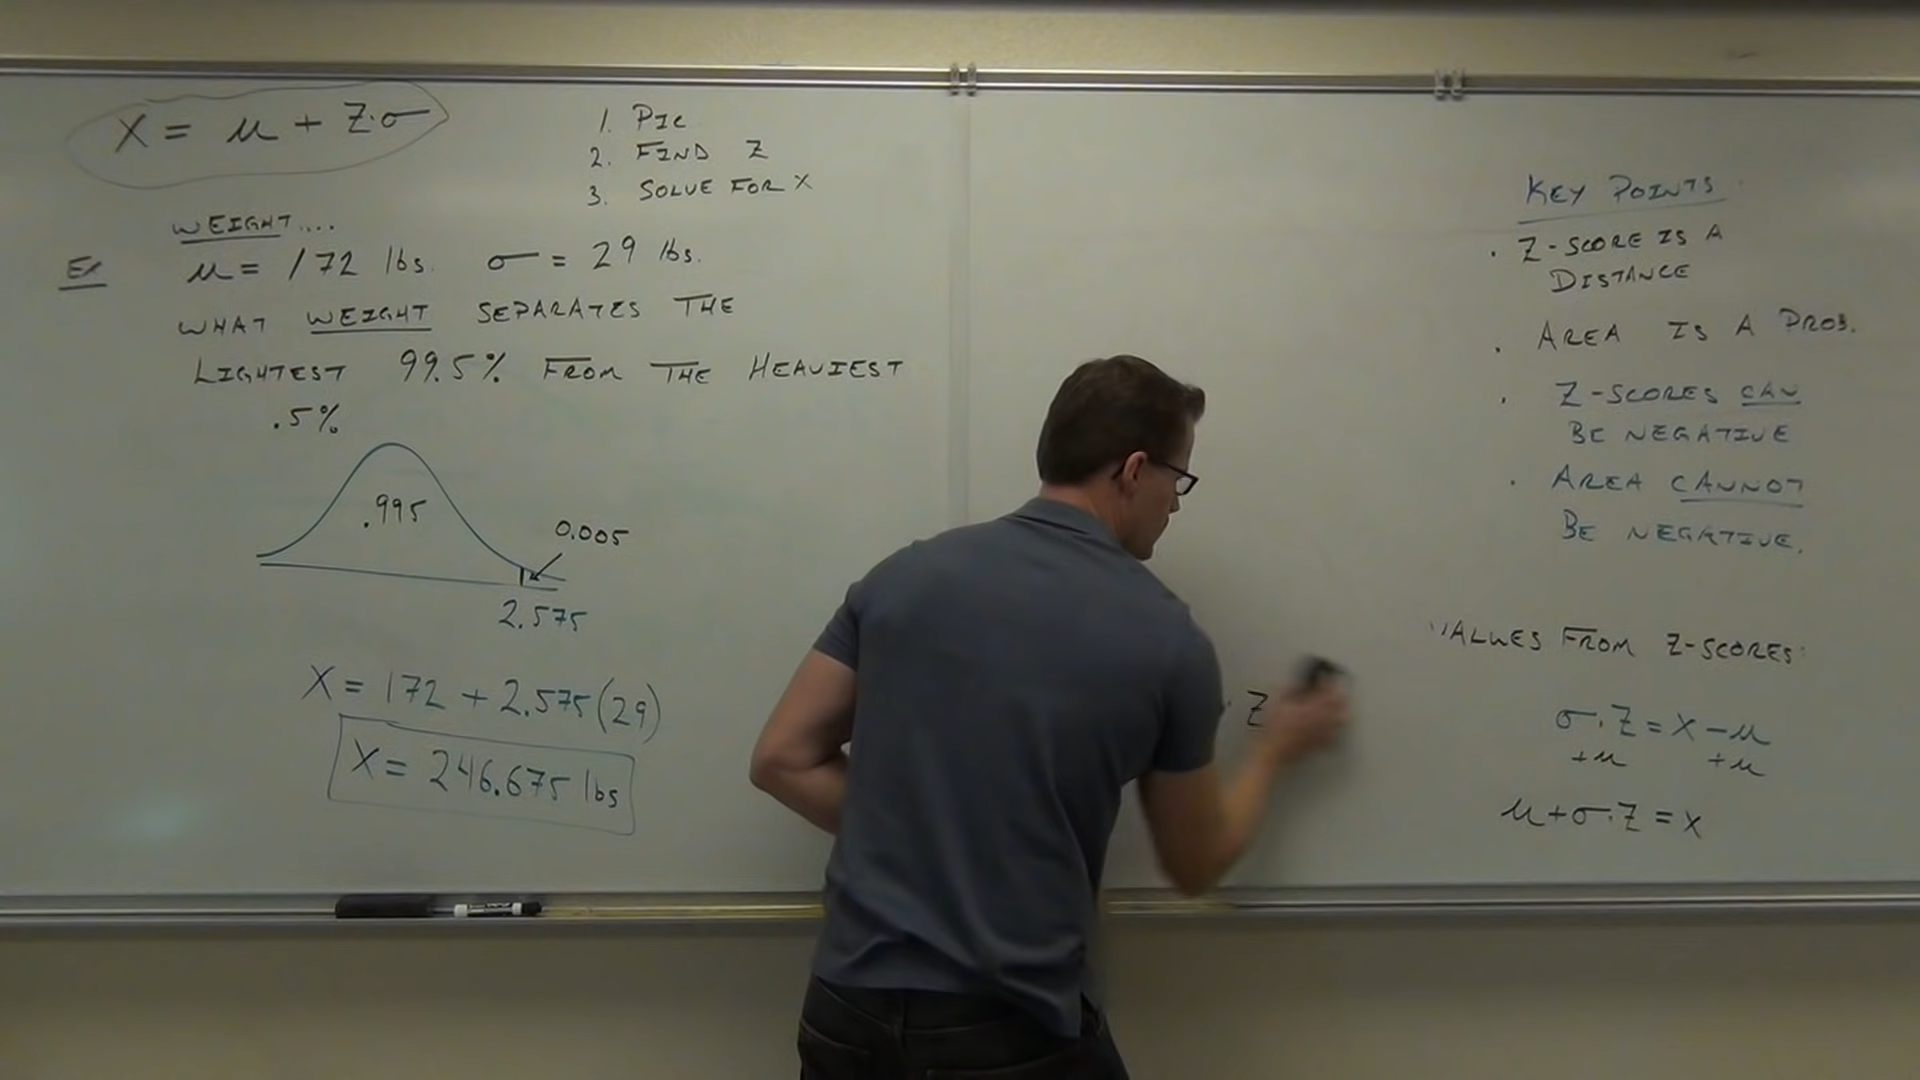 X = μ + Z·σ
1. PIC
2. FIND Z
3. SOLVE FOR X
WEIGHT....
EX μ = 172 lbs. σ = 29 lbs.
WHAT WEIGHT SEPARATES THE
LIGHTEST 99.5% FROM THE HEAVIEST
.5%
.995
0.005
2.575
X = 172 + 2.575(29)
X = 246.675 lbs
· Z
KEY POINTS
· Z-SCORE IS A
DISTANCE
· AREA IS A PROB.
· Z-SCORES CAN
BE NEGATIVE
· AREA CANNOT
BE NEGATIVE.
VALUES FROM Z-SCORES:
σ·Z = X - μ
+μ +μ
μ + σ·Z = X